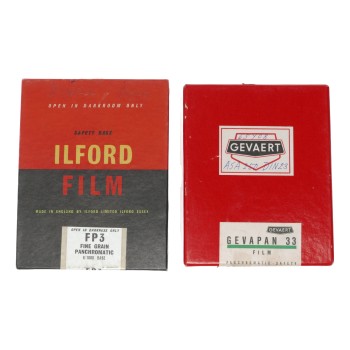 OPEN IN DARKROOM ONLY
SAFETY BASE
ILFORD
FILM
MADE IN ENGLAND BY ILFORD LIMITED ILFORD ESSEX
OPEN IN DARKROOM ONLY
FP3
FINE GRAIN
PANCHROMATIC
GEVAERT
GEVAERT
GEVAPAN 33
FILM